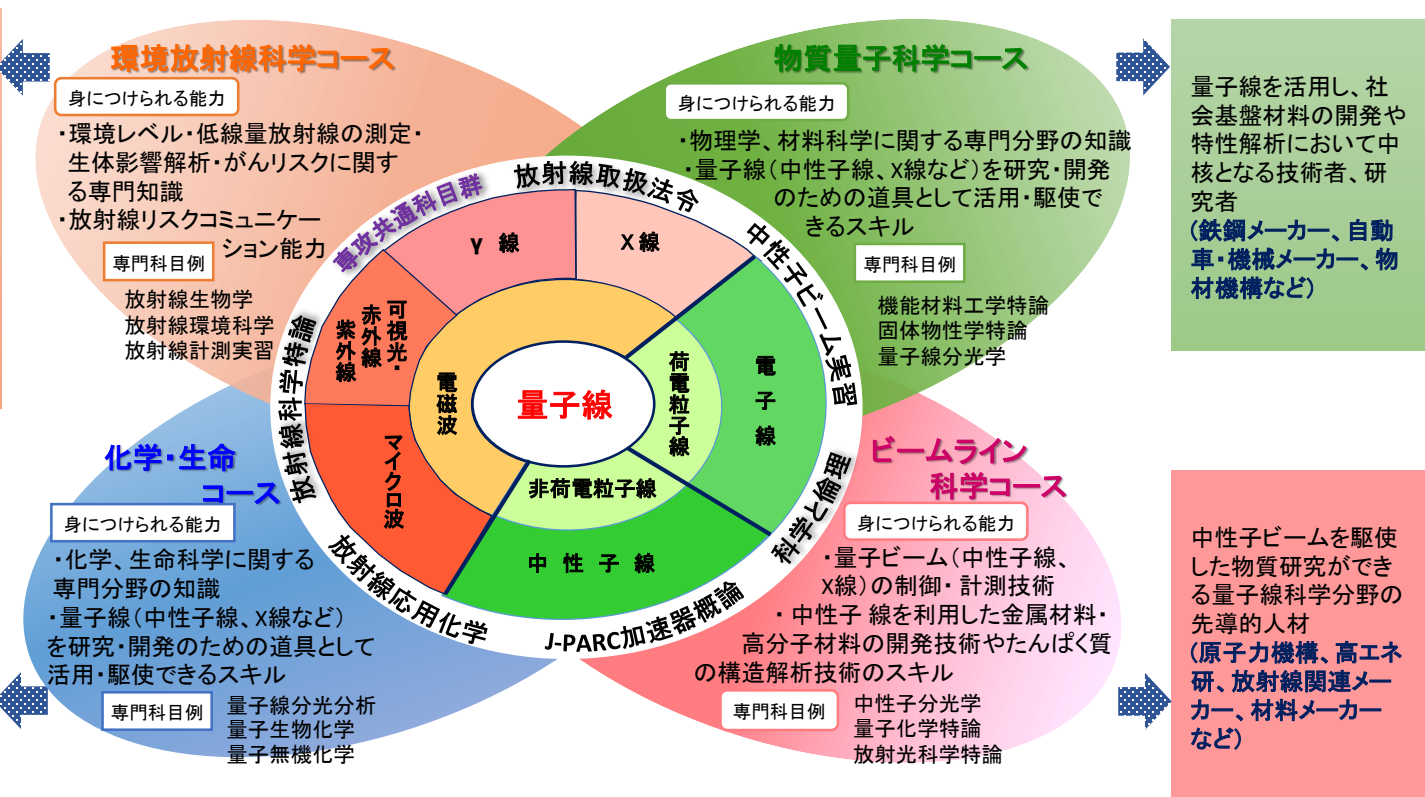 環境放射線科学コース
身につけられる能力
・環境レベル・低線量放射線の測定・
生体影響解析・がんリスクに関す
る専門知識
・放射線リスクコミュニケー
ション能力
専門科目例
放射線生物学
放射線環境科学
放射線計測実習
物質量子科学コース
身につけられる能力
・物理学、材料科学に関する専門分野の知識
・量子線（中性子線、X線など）を研究・開発
のための道具として活用・駆使で
きるスキル
専門科目例
機能材料工学特論
固体物性学特論
量子線分光学
量子線を活用し、社
会基盤材料の開発や
特性解析において中
核となる技術者、研
究者
（鉄鋼メーカー、自動
車・機械メーカー、物
材機構など）
専攻共通科目群
放射線取扱法令
中性子ビーム実習
科学と倫理
J-PARC加速器概論
放射線応用化学
放射線科学特論
γ 線
X 線
可視光・
赤外線
紫外線
マイクロ波
電磁波
量子線
荷電粒子線
電子線
非荷電粒子線
中 性 子 線
化学・生命
コース
身につけられる能力
・化学、生命科学に関する
専門分野の知識
・量子線（中性子線、X線など）
を研究・開発のための道具として
活用・駆使できるスキル
専門科目例
量子線分光分析
量子生物化学
量子無機化学
ビームライン
科学コース
身につけられる能力
・量子ビーム（中性子線、
X線）の制御・ 計測技術
・ 中性子 線を利用した金属材料・
高分子材料の開発技術やたんぱく質
の構造解析技術のスキル
専門科目例
中性子分光学
量子化学特論
放射光科学特論
中性子ビームを駆使
した物質研究ができ
る量子線科学分野の
先導的人材
（原子力機構、高エネ
研、放射線関連メー
カー、材料メーカー
など）